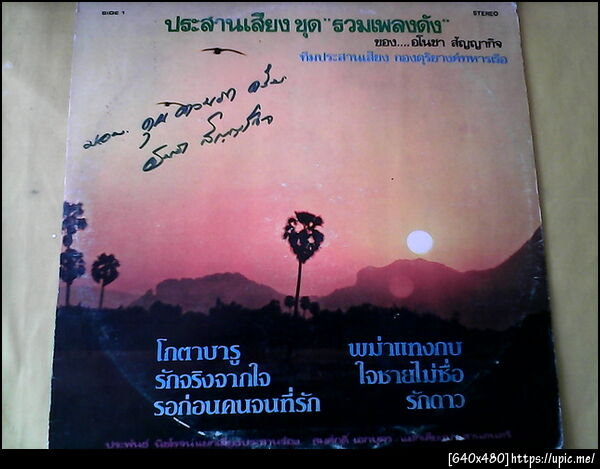 SIDE 1
STEREO
ประสานเสียง ชุด "รวมเพลงดัง"
ของ.... อโนชา สัญญากิจ
ทีมประสานเสียง กองดุริยางค์ทหารเรือ
มอบ. คุณ
โกตาบารู
พม่าแทงกบ
รักจริงจากใจ
ใจชายไม่ซื่อ
รอก่อนคนจนที่รัก
รักดาว
[640x480]https://upic.me/